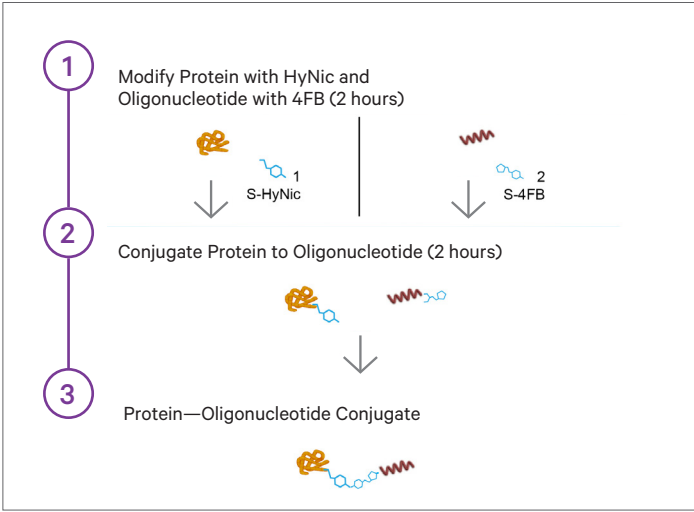 1
Modify Protein with HyNic and
Oligonucleotide with 4FB (2 hours)
1
S-HyNic
2
S-4FB
2
Conjugate Protein to Oligonucleotide (2 hours)
3
Protein—Oligonucleotide Conjugate